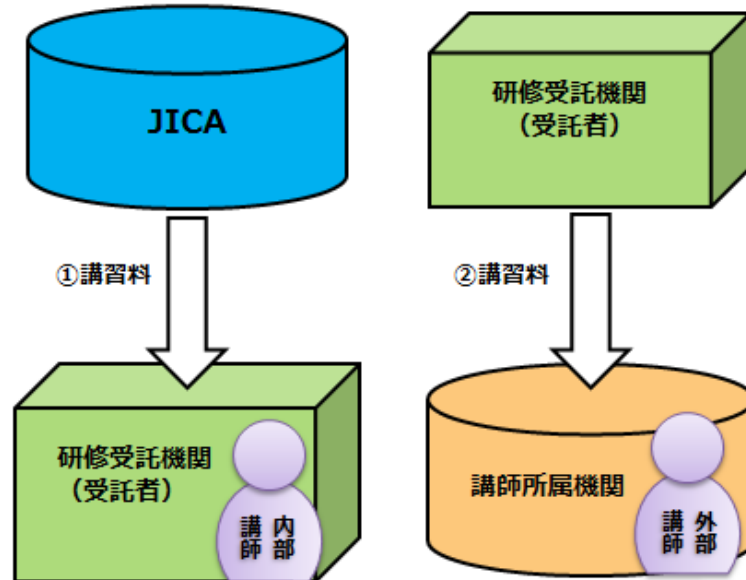 JICA
研修受託機関
（受託者）
①講習料
②講習料
研修受託機関
（受託者）
内部
講師
講師所属機関
外部
講師